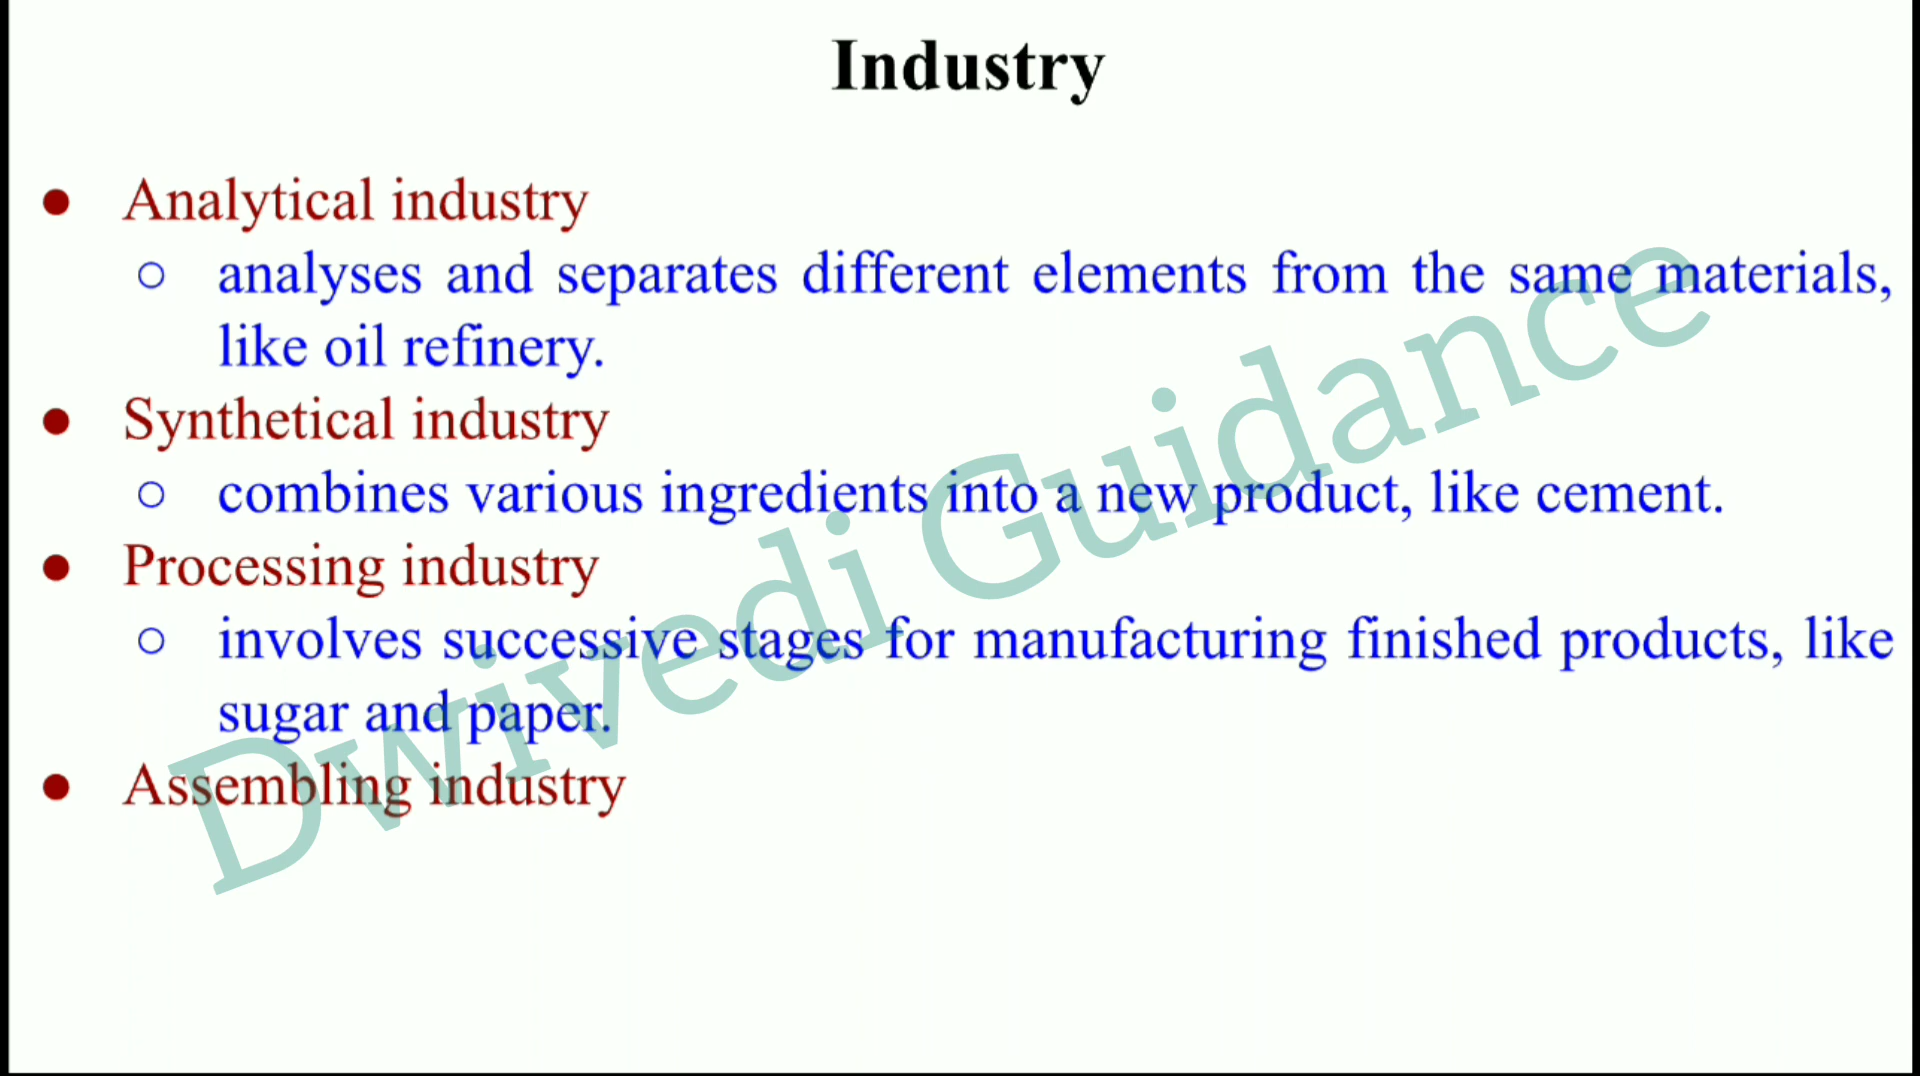 Industry
● Analytical industry
○ analyses and separates different elements from the same materials,
like oil refinery.
● Synthetical industry
○ combines various ingredients into a new product, like cement.
● Processing industry
○ involves successive stages for manufacturing finished products, like
sugar and paper.
● Assembling industry
Dwivedi Guidance